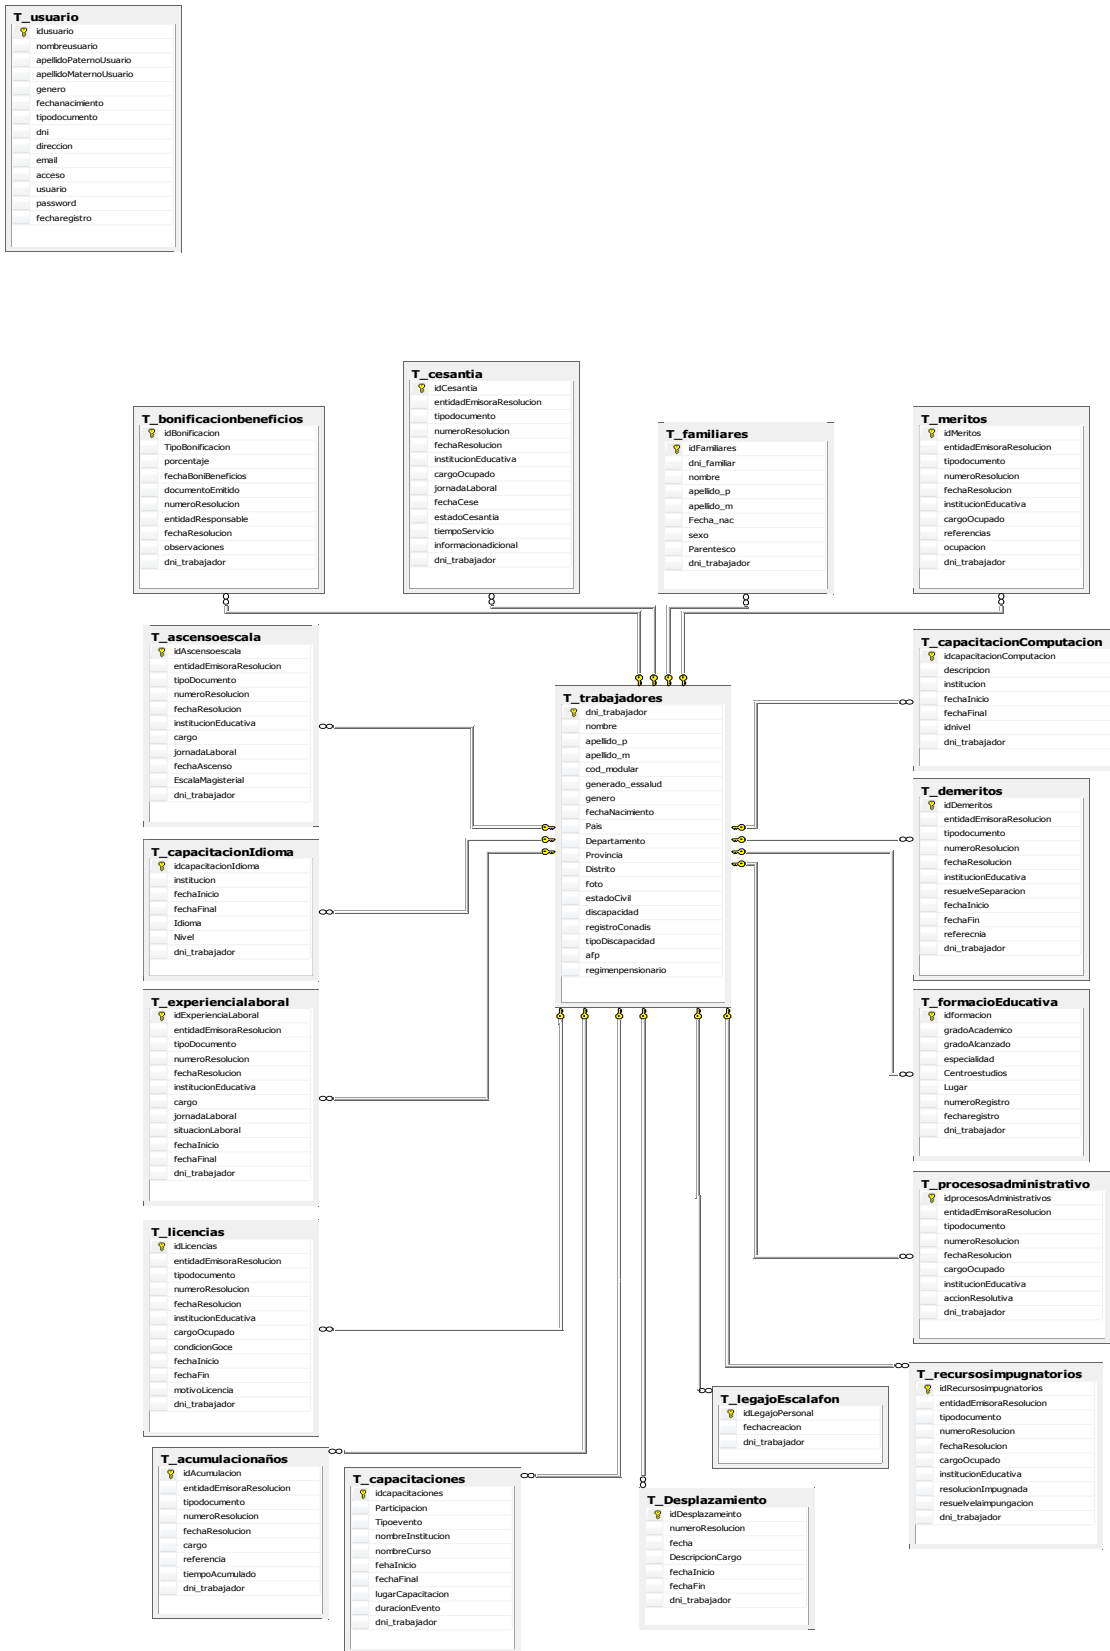 T_usuario
idusuario
nombreusuario
apellidoPaternoUsuario
apellidoMaternoUsuario
genero
fechanacimiento
tipodocumento
dni
direccion
email
acceso
usuario
password
fecharegistro
T_cesantia
idCesantia
entidadEmisoraResolucion
tipodocumento
numeroResolucion
fechaResolucion
institucionEducativa
cargoOcupado
jornadaLaboral
fechaCese
estadoCesantia
tiempoServicio
informacionadicional
dni_trabajador
T_bonificacionbeneficios
idBonificacion
TipoBonificacion
porcentaje
fechaBoniBeneficios
documentoEmitido
numeroResolucion
entidadResponsable
fechaResolucion
observaciones
dni_trabajador
T_familiares
idFamiliares
dni_familiar
nombre
apellido_p
apellido_m
Fecha_nac
sexo
Parentesco
dni_trabajador
T_meritos
idMeritos
entidadEmisoraResolucion
tipodocumento
numeroResolucion
fechaResolucion
institucionEducativa
cargoOcupado
referencias
ocupacion
dni_trabajador
T_ascensoescala
idAscensoescala
entidadEmisoraResolucion
tipoDocumento
numeroResolucion
fechaResolucion
institucionEducativa
cargo
jornadaLaboral
fechaAscenso
EscalaMagisterial
dni_trabajador
T_trabajadores
dni_trabajador
nombre
apellido_p
apellido_m
cod_modular
generado_essalud
genero
fechaNacimiento
Pais
Departamento
Provincia
Distrito
foto
estadoCivil
discapacidad
registroConadis
tipoDiscapacidad
afp
regimenpensionario
T_capacitacionComputacion
idcapacitacionComputacion
descripcion
institucion
fechaInicio
fechaFinal
idnivel
dni_trabajador
T_demeritos
idDemeritos
entidadEmisoraResolucion
tipodocumento
numeroResolucion
fechaResolucion
institucionEducativa
resuelveSeparacion
fechaInicio
fechaFin
referecnia
dni_trabajador
T_capacitacionIdioma
idcapacitacionIdioma
institucion
fechaInicio
fechaFinal
Idioma
Nivel
dni_trabajador
T_experiencialaboral
idExperienciaLaboral
entidadEmisoraResolucion
tipoDocumento
numeroResolucion
fechaResolucion
institucionEducativa
cargo
jornadaLaboral
situacionLaboral
fechaInicio
fechaFinal
dni_trabajador
T_formacioEducativa
idformacion
gradoAcademico
gradoAlcanzado
especialidad
Centroestudios
Lugar
numeroRegistro
fecharegistro
dni_trabajador
T_procesosadministrativo
idprocesosAdministrativos
entidadEmisoraResolucion
tipodocumento
numeroResolucion
fechaResolucion
cargoOcupado
institucionEducativa
accionResolutiva
dni_trabajador
T_licencias
idLicencias
entidadEmisoraResolucion
tipodocumento
numeroResolucion
fechaResolucion
institucionEducativa
cargoOcupado
condicionGoce
fechaInicio
fechaFin
motivoLicencia
dni_trabajador
T_recursosimpugnatorios
idRecursosimpugnatorios
entidadEmisoraResolucion
tipodocumento
numeroResolucion
fechaResolucion
cargoOcupado
institucionEducativa
resolucionImpugnada
resuelvelaimpungacion
dni_trabajador
T_legajoEscalafon
idLegajoPersonal
fechacreacion
dni_trabajador
T_acumulacionaños
idAcumulacion
entidadEmisoraResolucion
tipodocumento
numeroResolucion
fechaResolucion
cargo
referencia
tiempoAcumulado
dni_trabajador
T_capacitaciones
idcapacitaciones
Participacion
Tipoevento
nombreInstitucion
nombreCurso
fehaInicio
fechaFinal
lugarCapacitacion
duracionEvento
dni_trabajador
T_Desplazamiento
idDesplazameinto
numeroResolucion
fecha
DescripcionCargo
fechaInicio
fechaFin
dni_trabajador